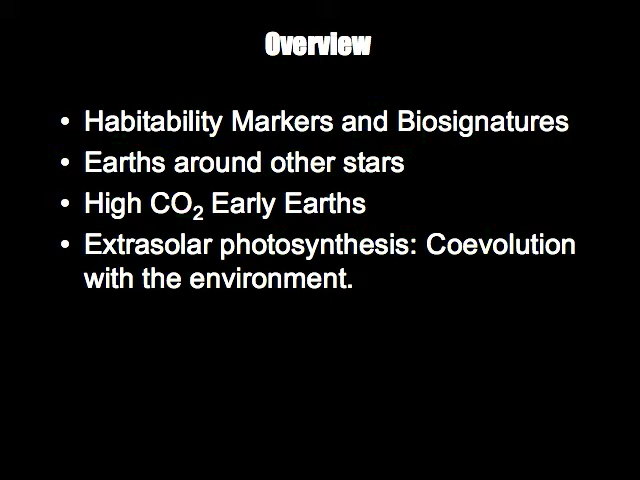 Overview
• Habitability Markers and Biosignatures
• Earths around other stars
• High CO₂ Early Earths
• Extrasolar photosynthesis: Coevolution
with the environment.